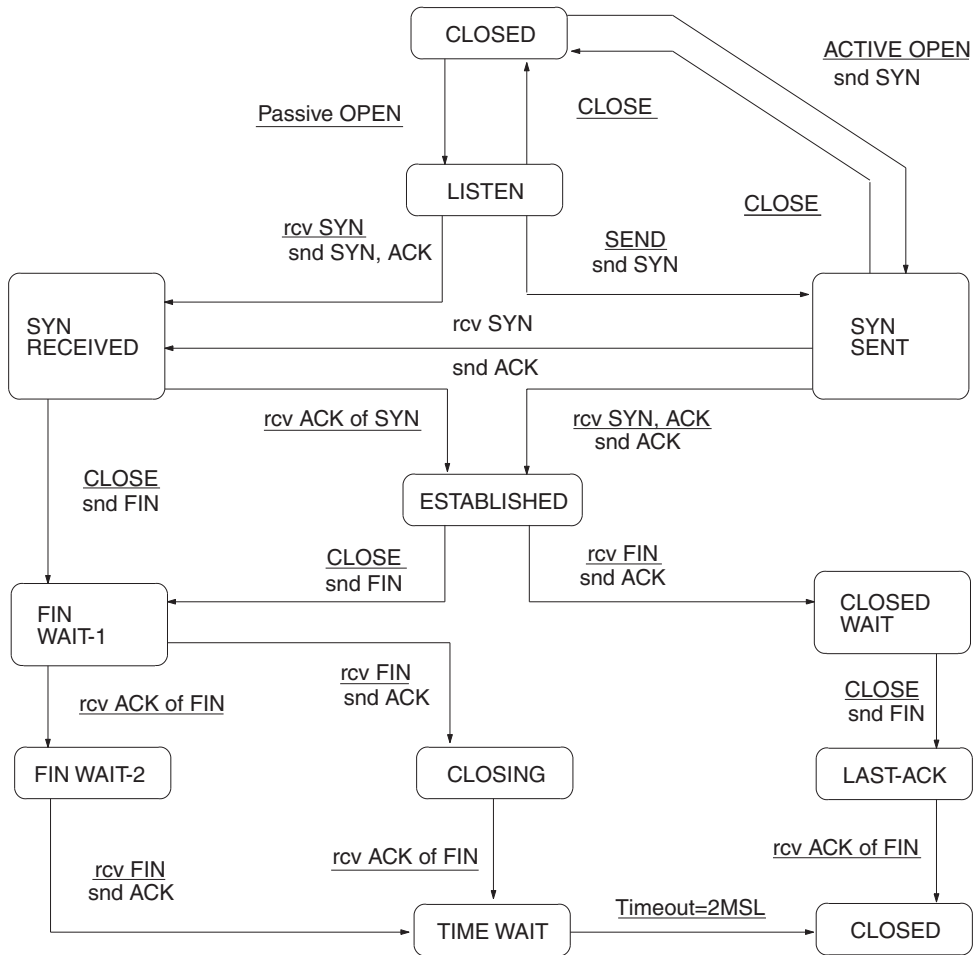 CLOSED
ACTIVE OPEN
snd SYN
Passive OPEN
CLOSE
LISTEN
CLOSE
rcv SYN
snd SYN, ACK
SEND
snd SYN
SYN
RECEIVED
rcv SYN
SYN
SENT
snd ACK
rcv ACK of SYN
rcv SYN, ACK
snd ACK
CLOSE
snd FIN
ESTABLISHED
CLOSE
snd FIN
rcv FIN
snd ACK
FIN
WAIT-1
CLOSED
WAIT
rcv FIN
snd ACK
rcv ACK of FIN
CLOSE
snd FIN
FIN WAIT-2
CLOSING
LAST-ACK
rcv FIN
snd ACK
rcv ACK of FIN
rcv ACK of FIN
TIME WAIT
Timeout=2MSL
CLOSED